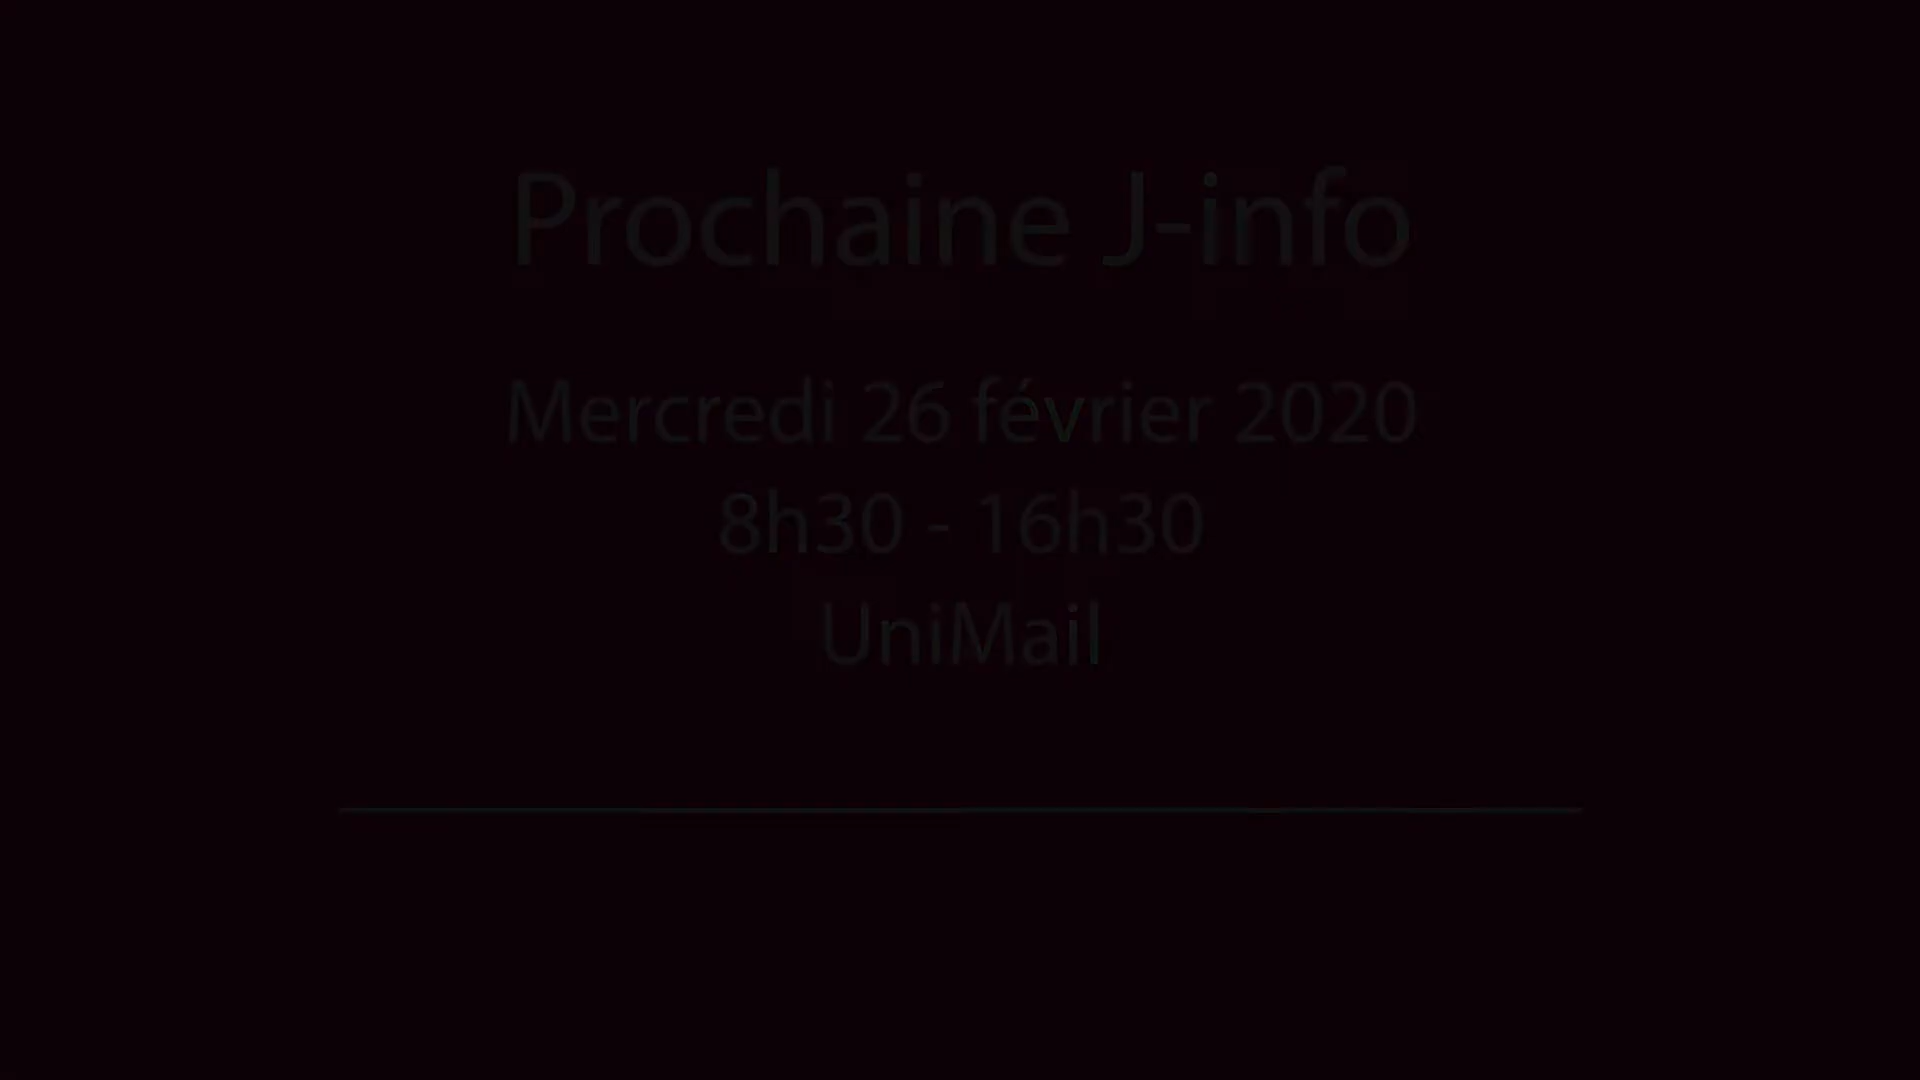 Prochaine J-info
Mercredi 26 février 2020
8h30 - 16h30
UniMail